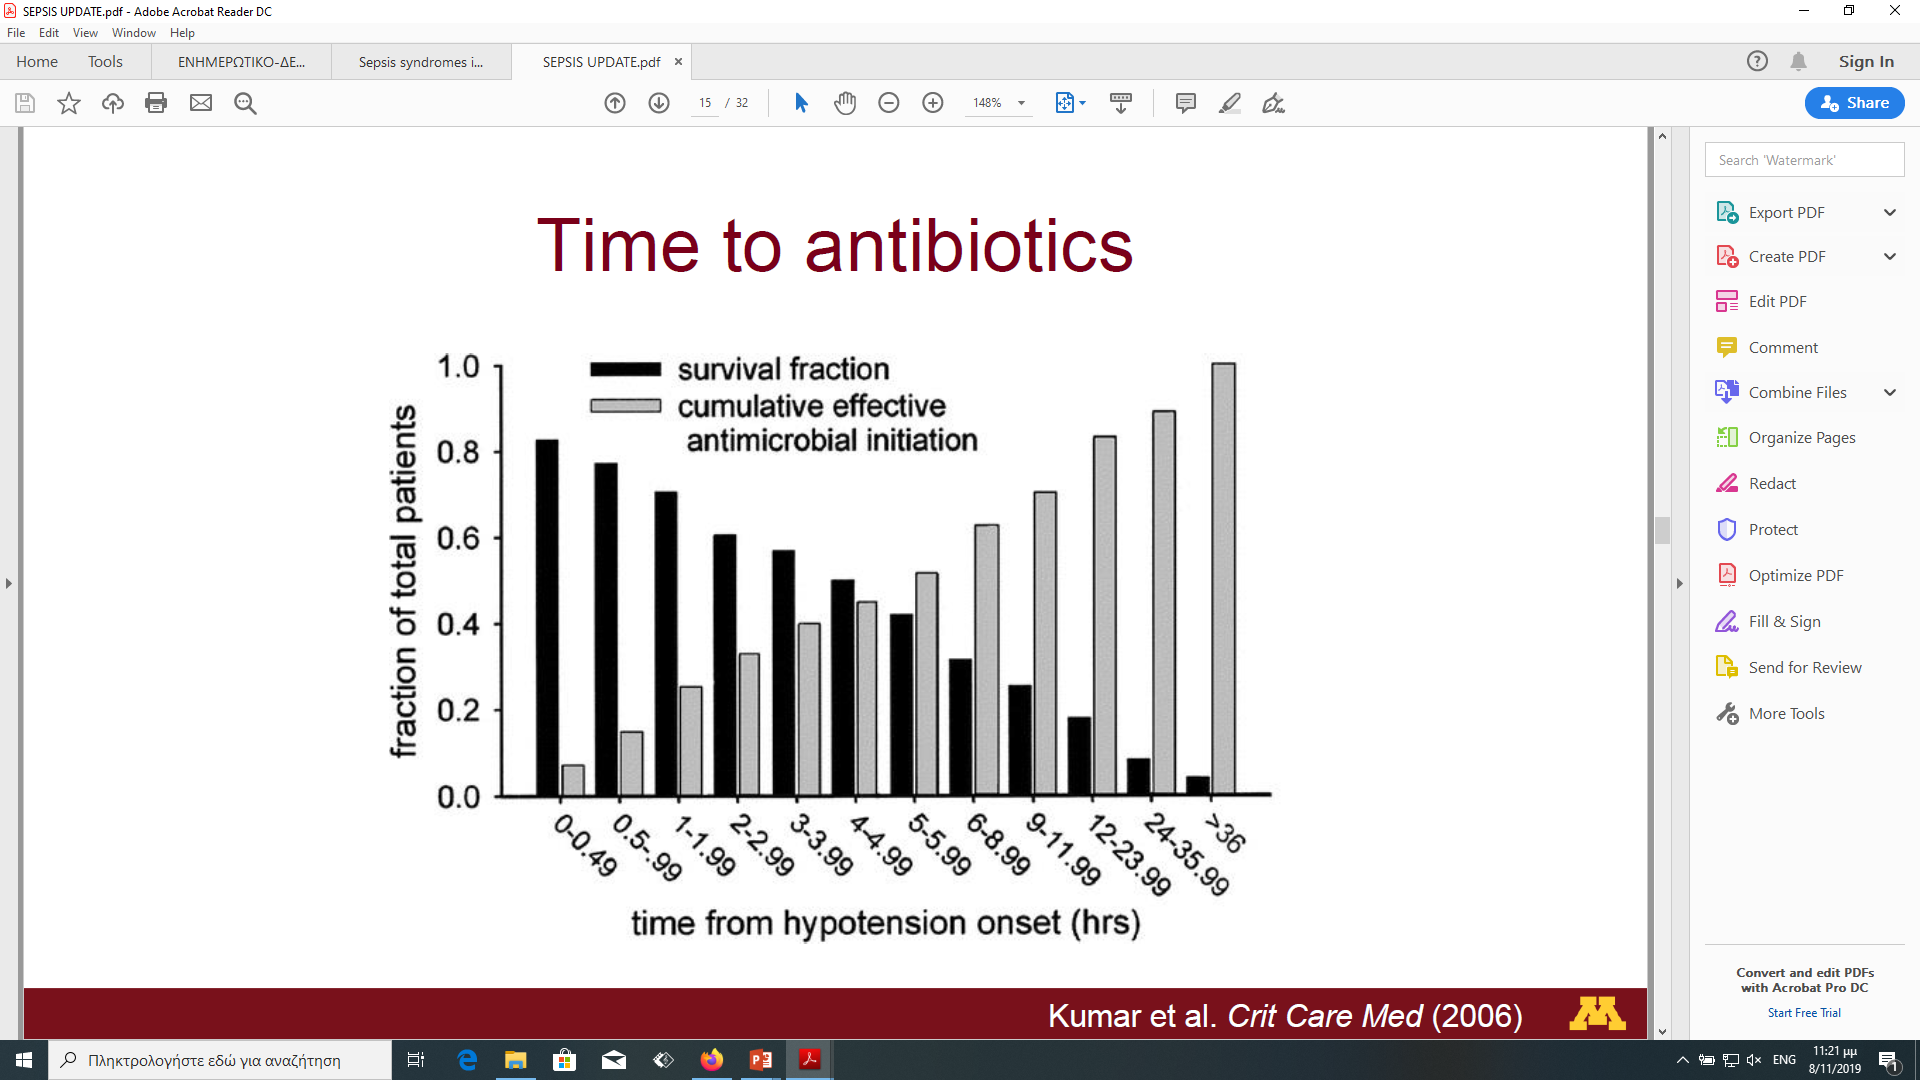 SEPSIS UPDATE.pdf - Adobe Acrobat Reader DC
File Edit View Window Help
Home Tools ΕΝΗΜΕΡΩΤΙΚΟ-ΔΕ... Sepsis syndromes i... SEPSIS UPDATE.pdf × Sign In
15 / 32 148% Share
Search 'Watermark'
Export PDF
Create PDF
Edit PDF
Comment
Combine Files
Organize Pages
Redact
Protect
Optimize PDF
Fill & Sign
Send for Review
More Tools
Convert and edit PDFs
with Acrobat Pro DC
Start Free Trial
Time to antibiotics
survival fraction
cumulative effective
antimicrobial initiation
fraction of total patients
1.0
0.8
0.6
0.4
0.2
0.0
0-0.49 0.5-.99 1-1.99 2-2.99 3-3.99 4-4.99 5-5.99 6-8.99 9-11.99 12-23.99 24-35.99 >36
time from hypotension onset (hrs)
Kumar et al. Crit Care Med (2006) M
Πληκτρολογήστε εδώ για αναζήτηση
ENG
11:21 μμ
8/11/2019
1